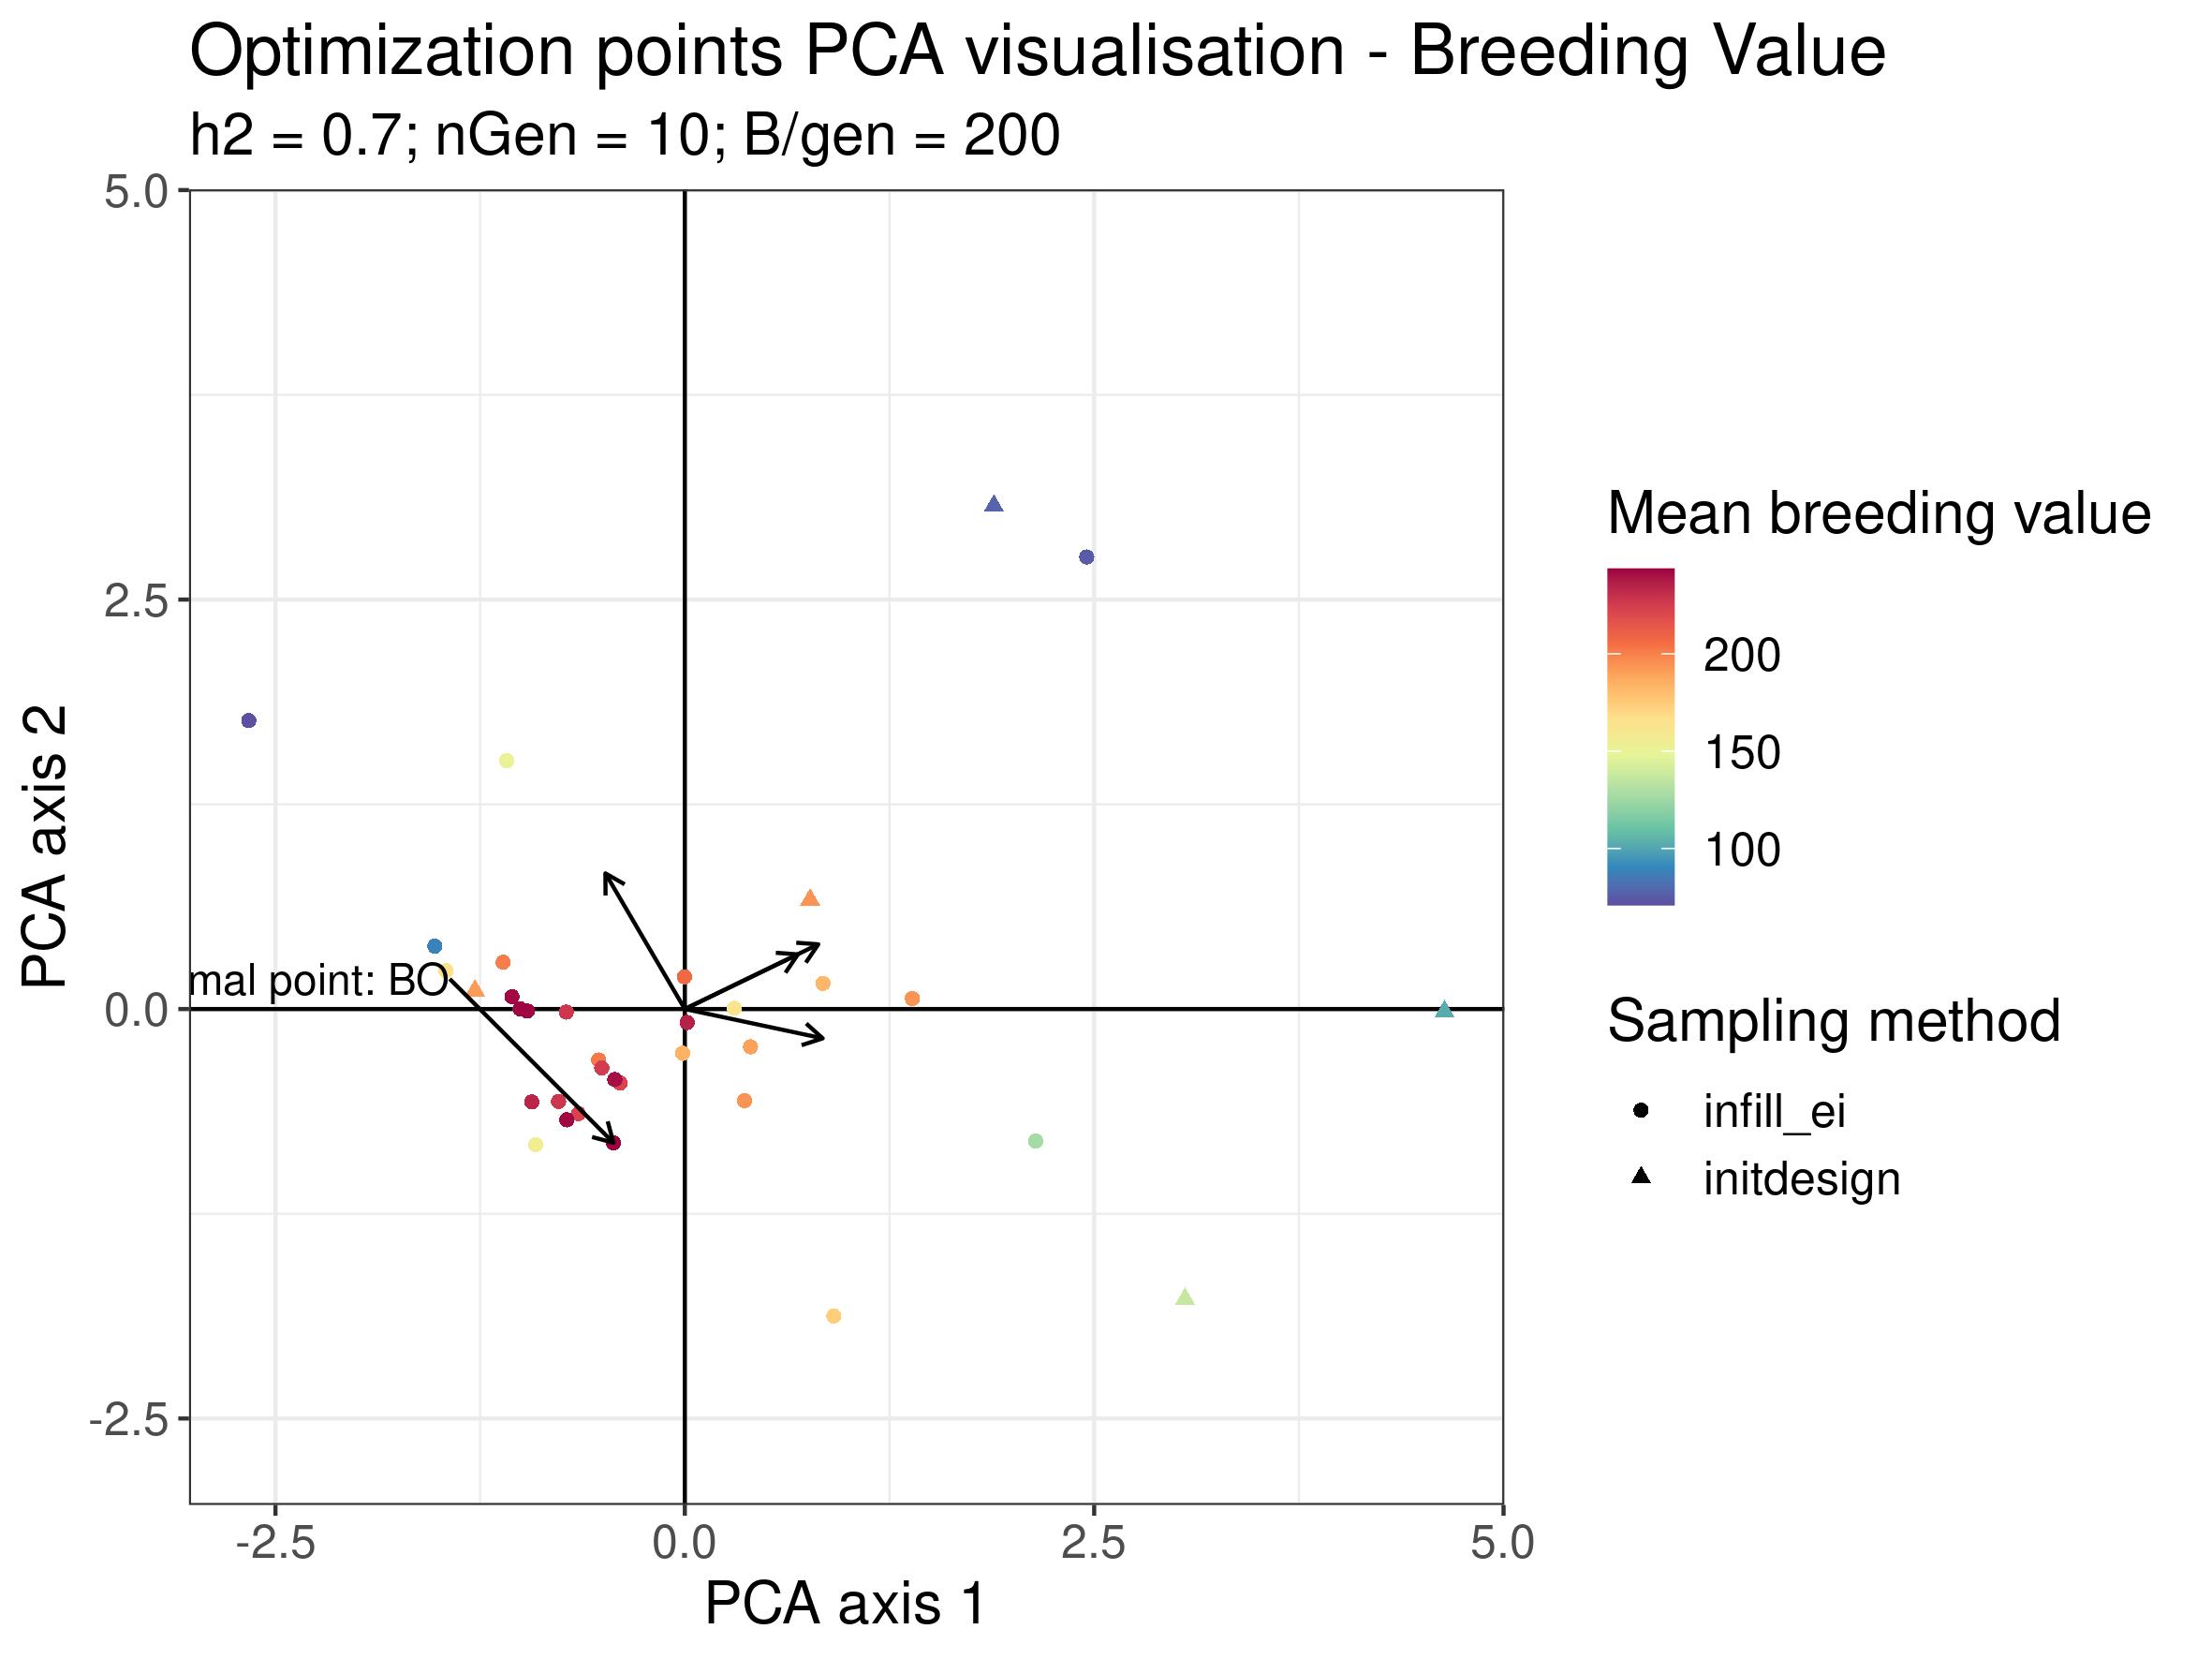 Optimization points PCA visualisation - Breeding Value
h2 = 0.7; nGen = 10; B/gen = 200
5.0
2.5
0.0
-2.5
PCA axis 2
mal point: BO
-2.5
0.0
2.5
5.0
PCA axis 1
Mean breeding value
200
150
100
Sampling method
infill_ei
initdesign